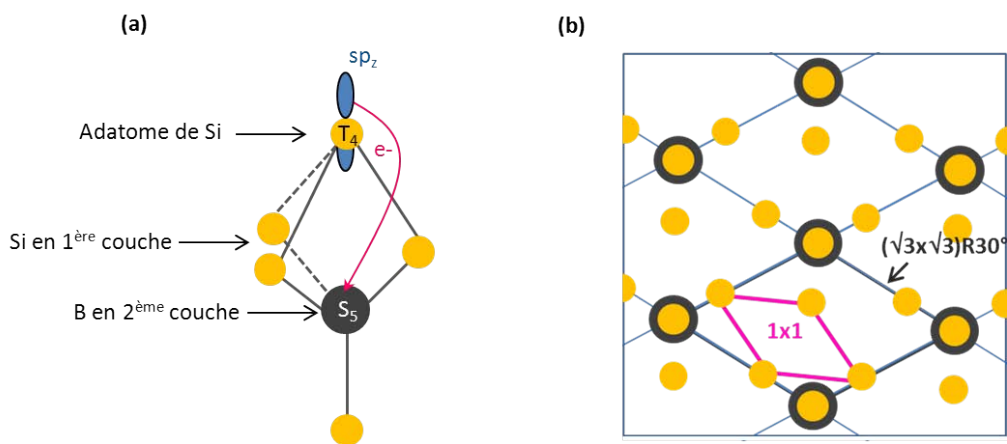 (a)
sp_z
Adatome de Si
T₄
e-
Si en 1ère couche
B en 2ème couche
S₅
(b)
(√3x√3)R30°
1x1